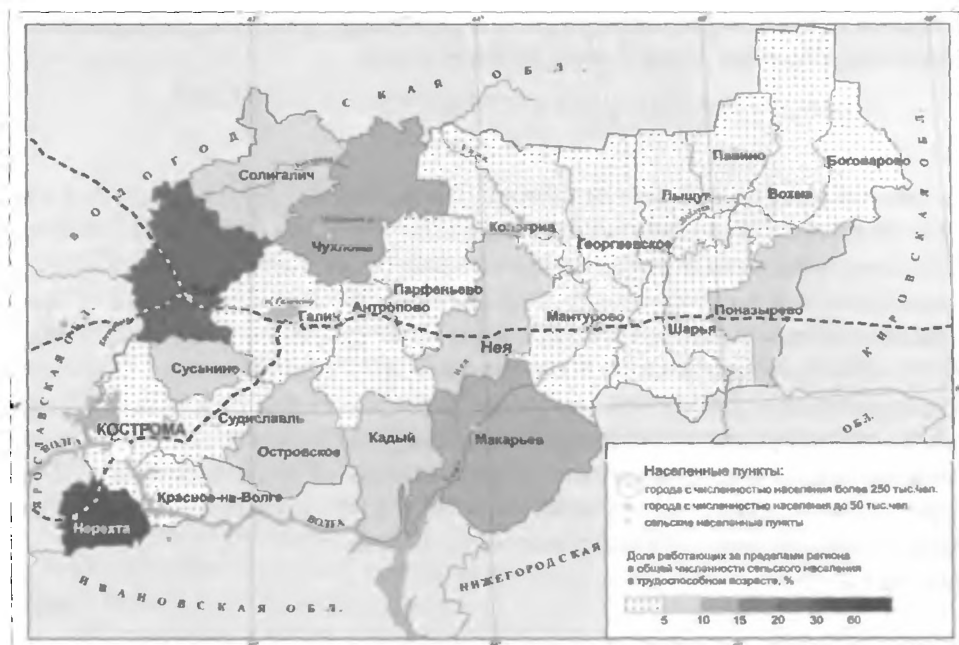 ВОЛОГОДСКАЯ ОБЛ.
Солигалич
Чухлома
Кологрив
Пыщуг
Павино
Вохма
Боговарово
Георгиевское
Парфеньево
Антропово
Галич
Мантурово
Шарья
Поназырево
Нея
Нея
Сусанино
Судиславль
КОСТРОМА
Островское
Кадый
Макарьев
Красное-на-Волге
Нерехта
ВОЛГА
ВОЛГА
ЯРОСЛАВСКАЯ ОБЛ.
ИВАНОВСКАЯ ОБЛ.
НИЖЕГОРОДСКАЯ
ОБЛ.
КИРОВСКАЯ ОБЛ.
Населенные пункты:
города с численностью населения более 250 тыс.чел.
города с численностью населения до 50 тыс.чел.
сельские населенные пункты
Доля работающих за пределами региона
в общей численности сельского населения
в трудоспособном возрасте, %
5 10 15 20 30 60